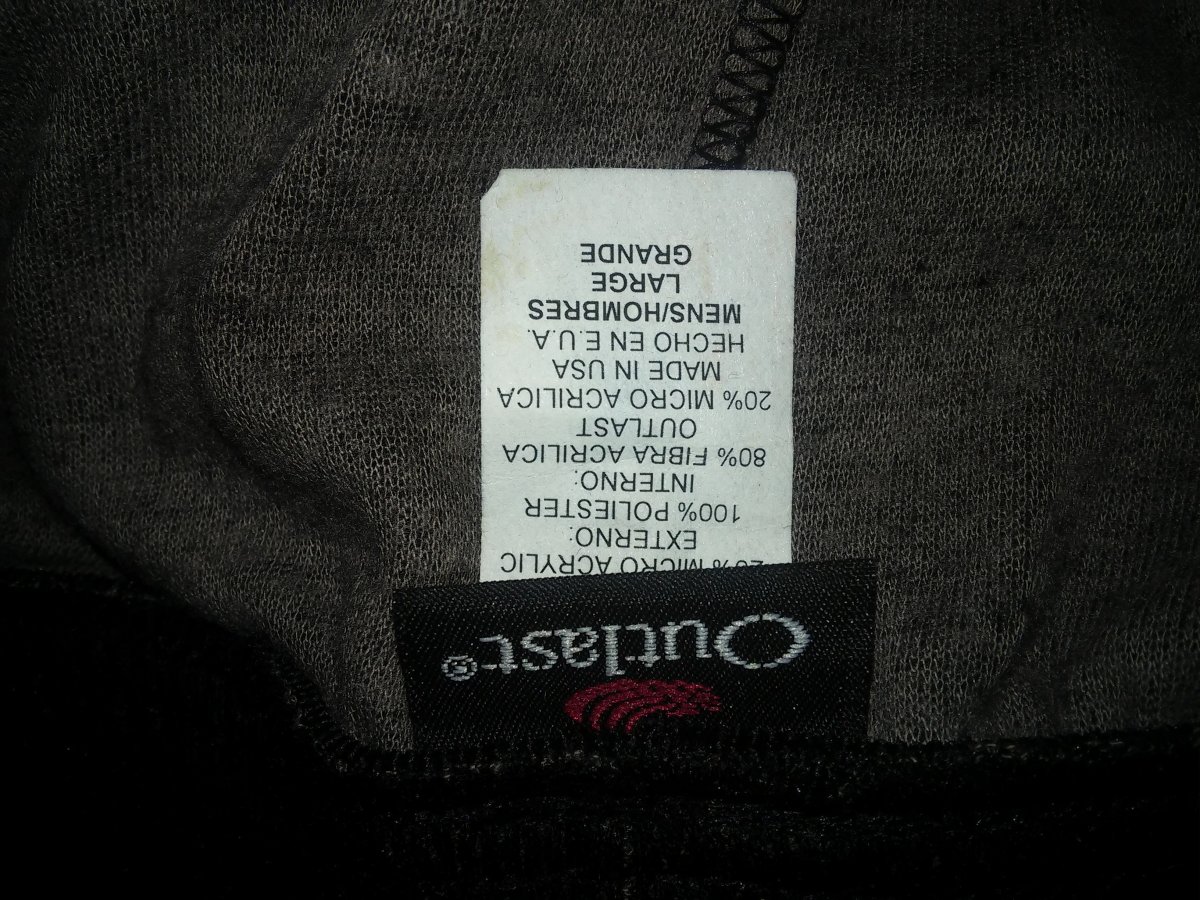 Outlast®
20% MICRO ACRYLIC
EXTERNO:
100% POLIESTER
INTERNO:
80% FIBRA ACRILICA
OUTLAST
20% MICRO ACRILICA
MADE IN USA
HECHO EN E.U.A.
MENS/HOMBRES
LARGE
GRANDE